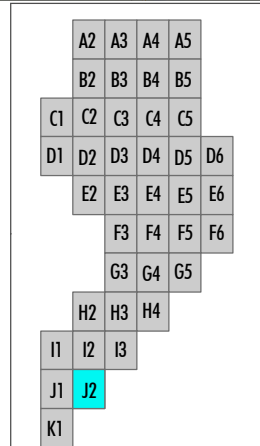 A2 A3 A4 A5
B2 B3 B4 B5
C1 C2 C3 C4 C5
D1 D2 D3 D4 D5 D6
E2 E3 E4 E5 E6
F3 F4 F5 F6
G3 G4 G5
H2 H3 H4
I1 I2 I3
J1 J2
K1